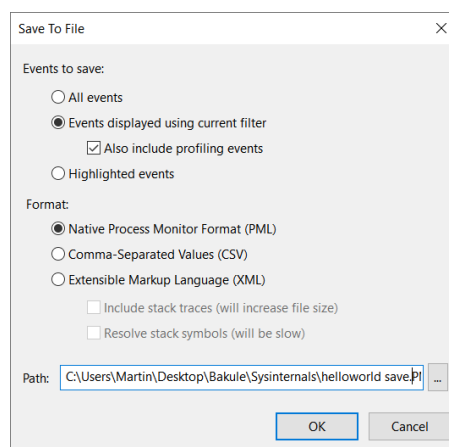 Save To File
Events to save:
All events
Events displayed using current filter
Also include profiling events
Highlighted events
Format:
Native Process Monitor Format (PML)
Comma-Separated Values (CSV)
Extensible Markup Language (XML)
Include stack traces (will increase file size)
Resolve stack symbols (will be slow)
Path: C:\Users\Martin\Desktop\Bakule\Sysinternals\helloworld save. ...
OK Cancel